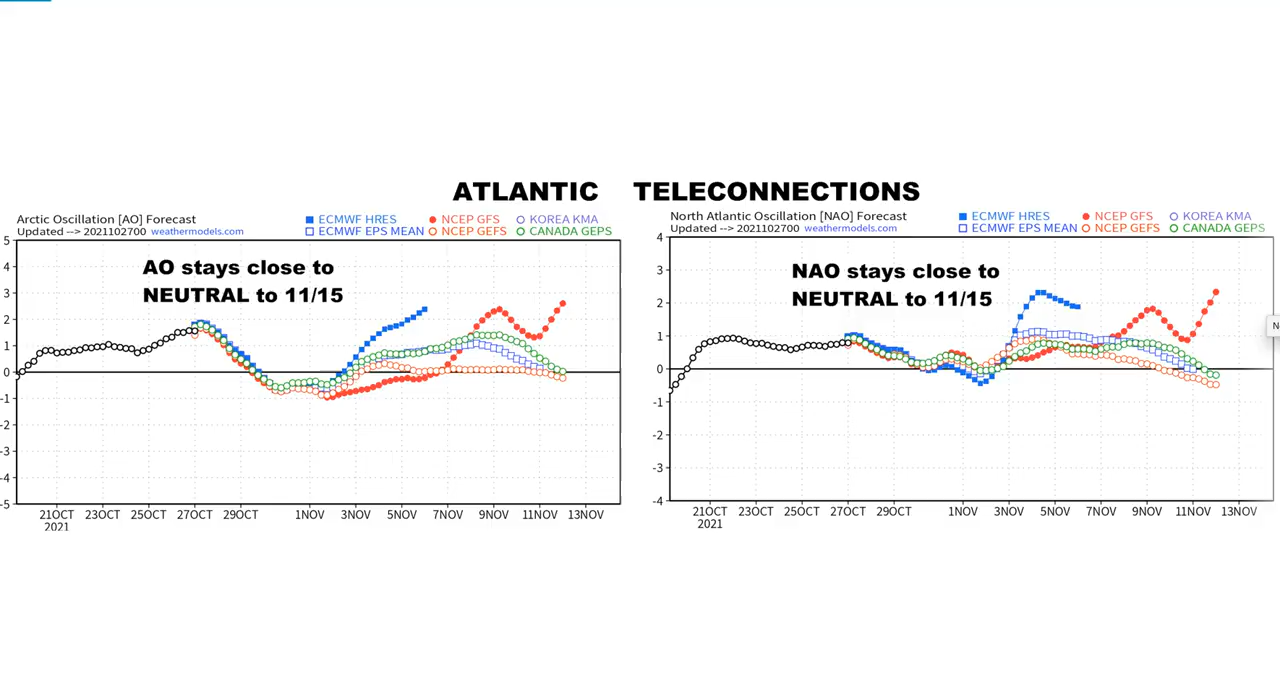 ATLANTIC TELECONNECTIONS
Arctic Oscillation [AO] Forecast
Updated --> 2021102700 weathermodels.com
ECMWF HRES NCEP GFS KOREA KMA
ECMWF EPS MEAN NCEP GEFS CANADA GEPS
AO stays close to
NEUTRAL to 11/15
5
4
3
2
1
0
-1
-2
-3
-4
-5
21OCT 23OCT 25OCT 27OCT 29OCT 1NOV 3NOV 5NOV 7NOV 9NOV 11NOV 13NOV
2021
North Atlantic Oscillation [NAO] Forecast
Updated --> 2021102700 weathermodels.com
ECMWF HRES NCEP GFS KOREA KMA
ECMWF EPS MEAN NCEP GEFS CANADA GEPS
NAO stays close to
NEUTRAL to 11/15
4
3
2
1
0
-1
-2
-3
-4
21OCT 23OCT 25OCT 27OCT 29OCT 1NOV 3NOV 5NOV 7NOV 9NOV 11NOV 13NOV
2021